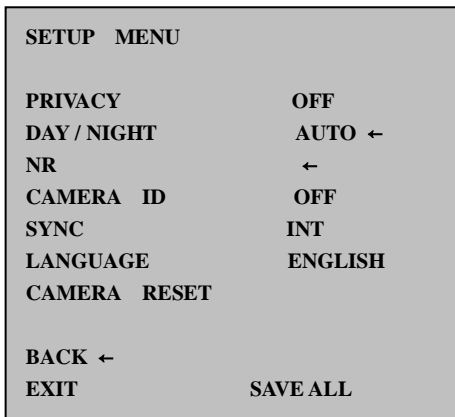 SETUP MENU
PRIVACY OFF
DAY / NIGHT AUTO ←
NR ←
CAMERA ID OFF
SYNC INT
LANGUAGE ENGLISH
CAMERA RESET
BACK ←
EXIT SAVE ALL